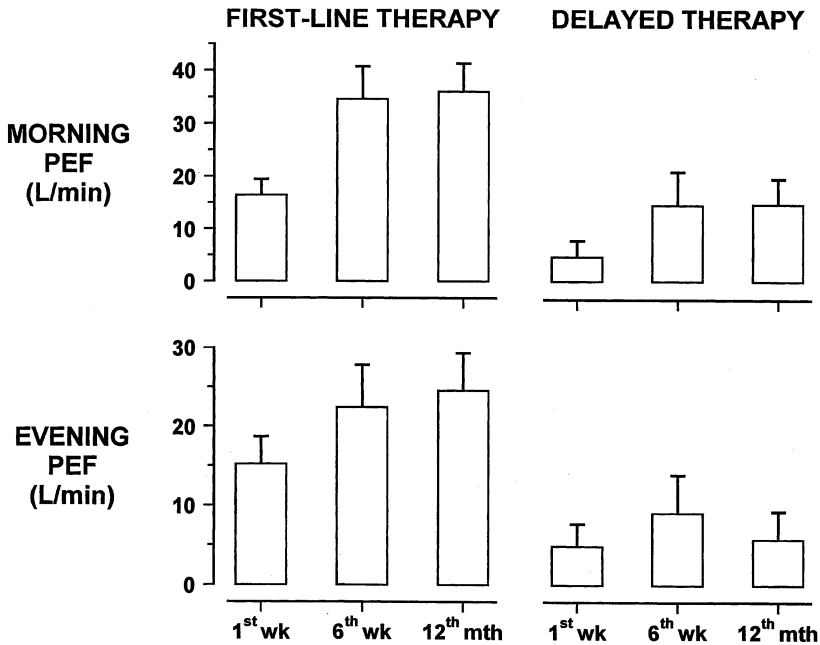 FIRST-LINE THERAPY
DELAYED THERAPY
MORNING
PEF
(L/min)
40
30
20
10
0
EVENING
PEF
(L/min)
30
20
10
0
1st wk
6th wk
12th mth
1st wk
6th wk
12th mth